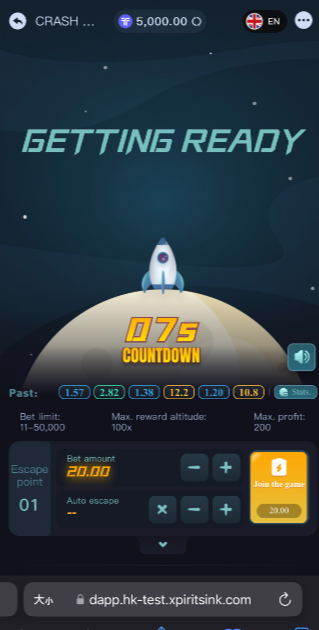 CRASH ...
5,000.00
EN
GETTING READY
07s
COUNTDOWN
Past:
1.57
2.82
1.38
12.2
1.20
10.8
Stats.
Bet limit:
11-50,000
Max. reward altitude:
100x
Max. profit:
200
Escape
point
01
Bet amount
20.00
Auto escape
--
Join the game
20.00
大小
dapp.hk-test.xpiritsink.com